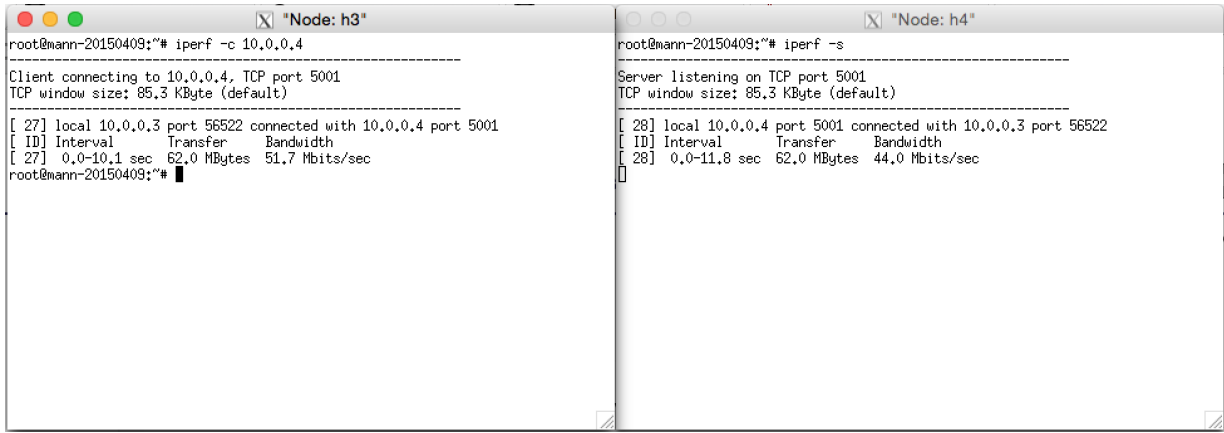 "Node: h3"
root@mann-20150409:~# iperf -c 10.0.0.4
------------------------------------------------------------
Client connecting to 10.0.0.4, TCP port 5001
TCP window size: 85.3 KByte (default)
------------------------------------------------------------
[ 27] local 10.0.0.3 port 56522 connected with 10.0.0.4 port 5001
[ ID] Interval       Transfer     Bandwidth
[ 27]  0.0-10.1 sec  62.0 MBytes  51.7 Mbits/sec
root@mann-20150409:~#
"Node: h4"
root@mann-20150409:~# iperf -s
------------------------------------------------------------
Server listening on TCP port 5001
TCP window size: 85.3 KByte (default)
------------------------------------------------------------
[ 28] local 10.0.0.4 port 5001 connected with 10.0.0.3 port 56522
[ ID] Interval       Transfer     Bandwidth
[ 28]  0.0-11.8 sec  62.0 MBytes  44.0 Mbits/sec